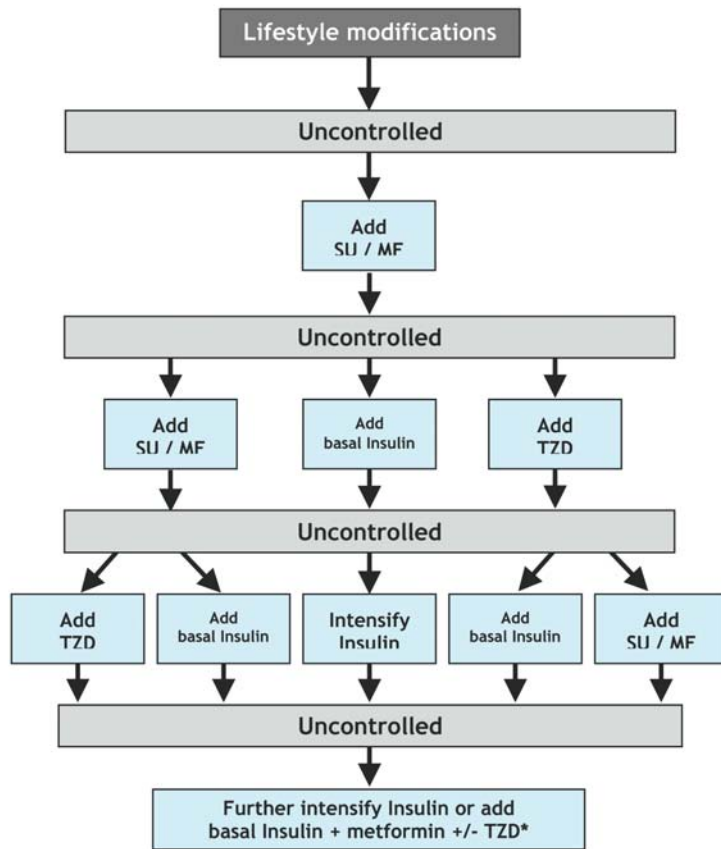 Lifestyle modifications
Uncontrolled
Add
SU / MF
Uncontrolled
Add
SU / MF
Add
basal Insulin
Add
TZD
Uncontrolled
Add
TZD
Add
basal Insulin
Intensify
Insulin
Add
basal Insulin
Add
SU / MF
Uncontrolled
Further intensify Insulin or add
basal Insulin + metformin +/- TZD*